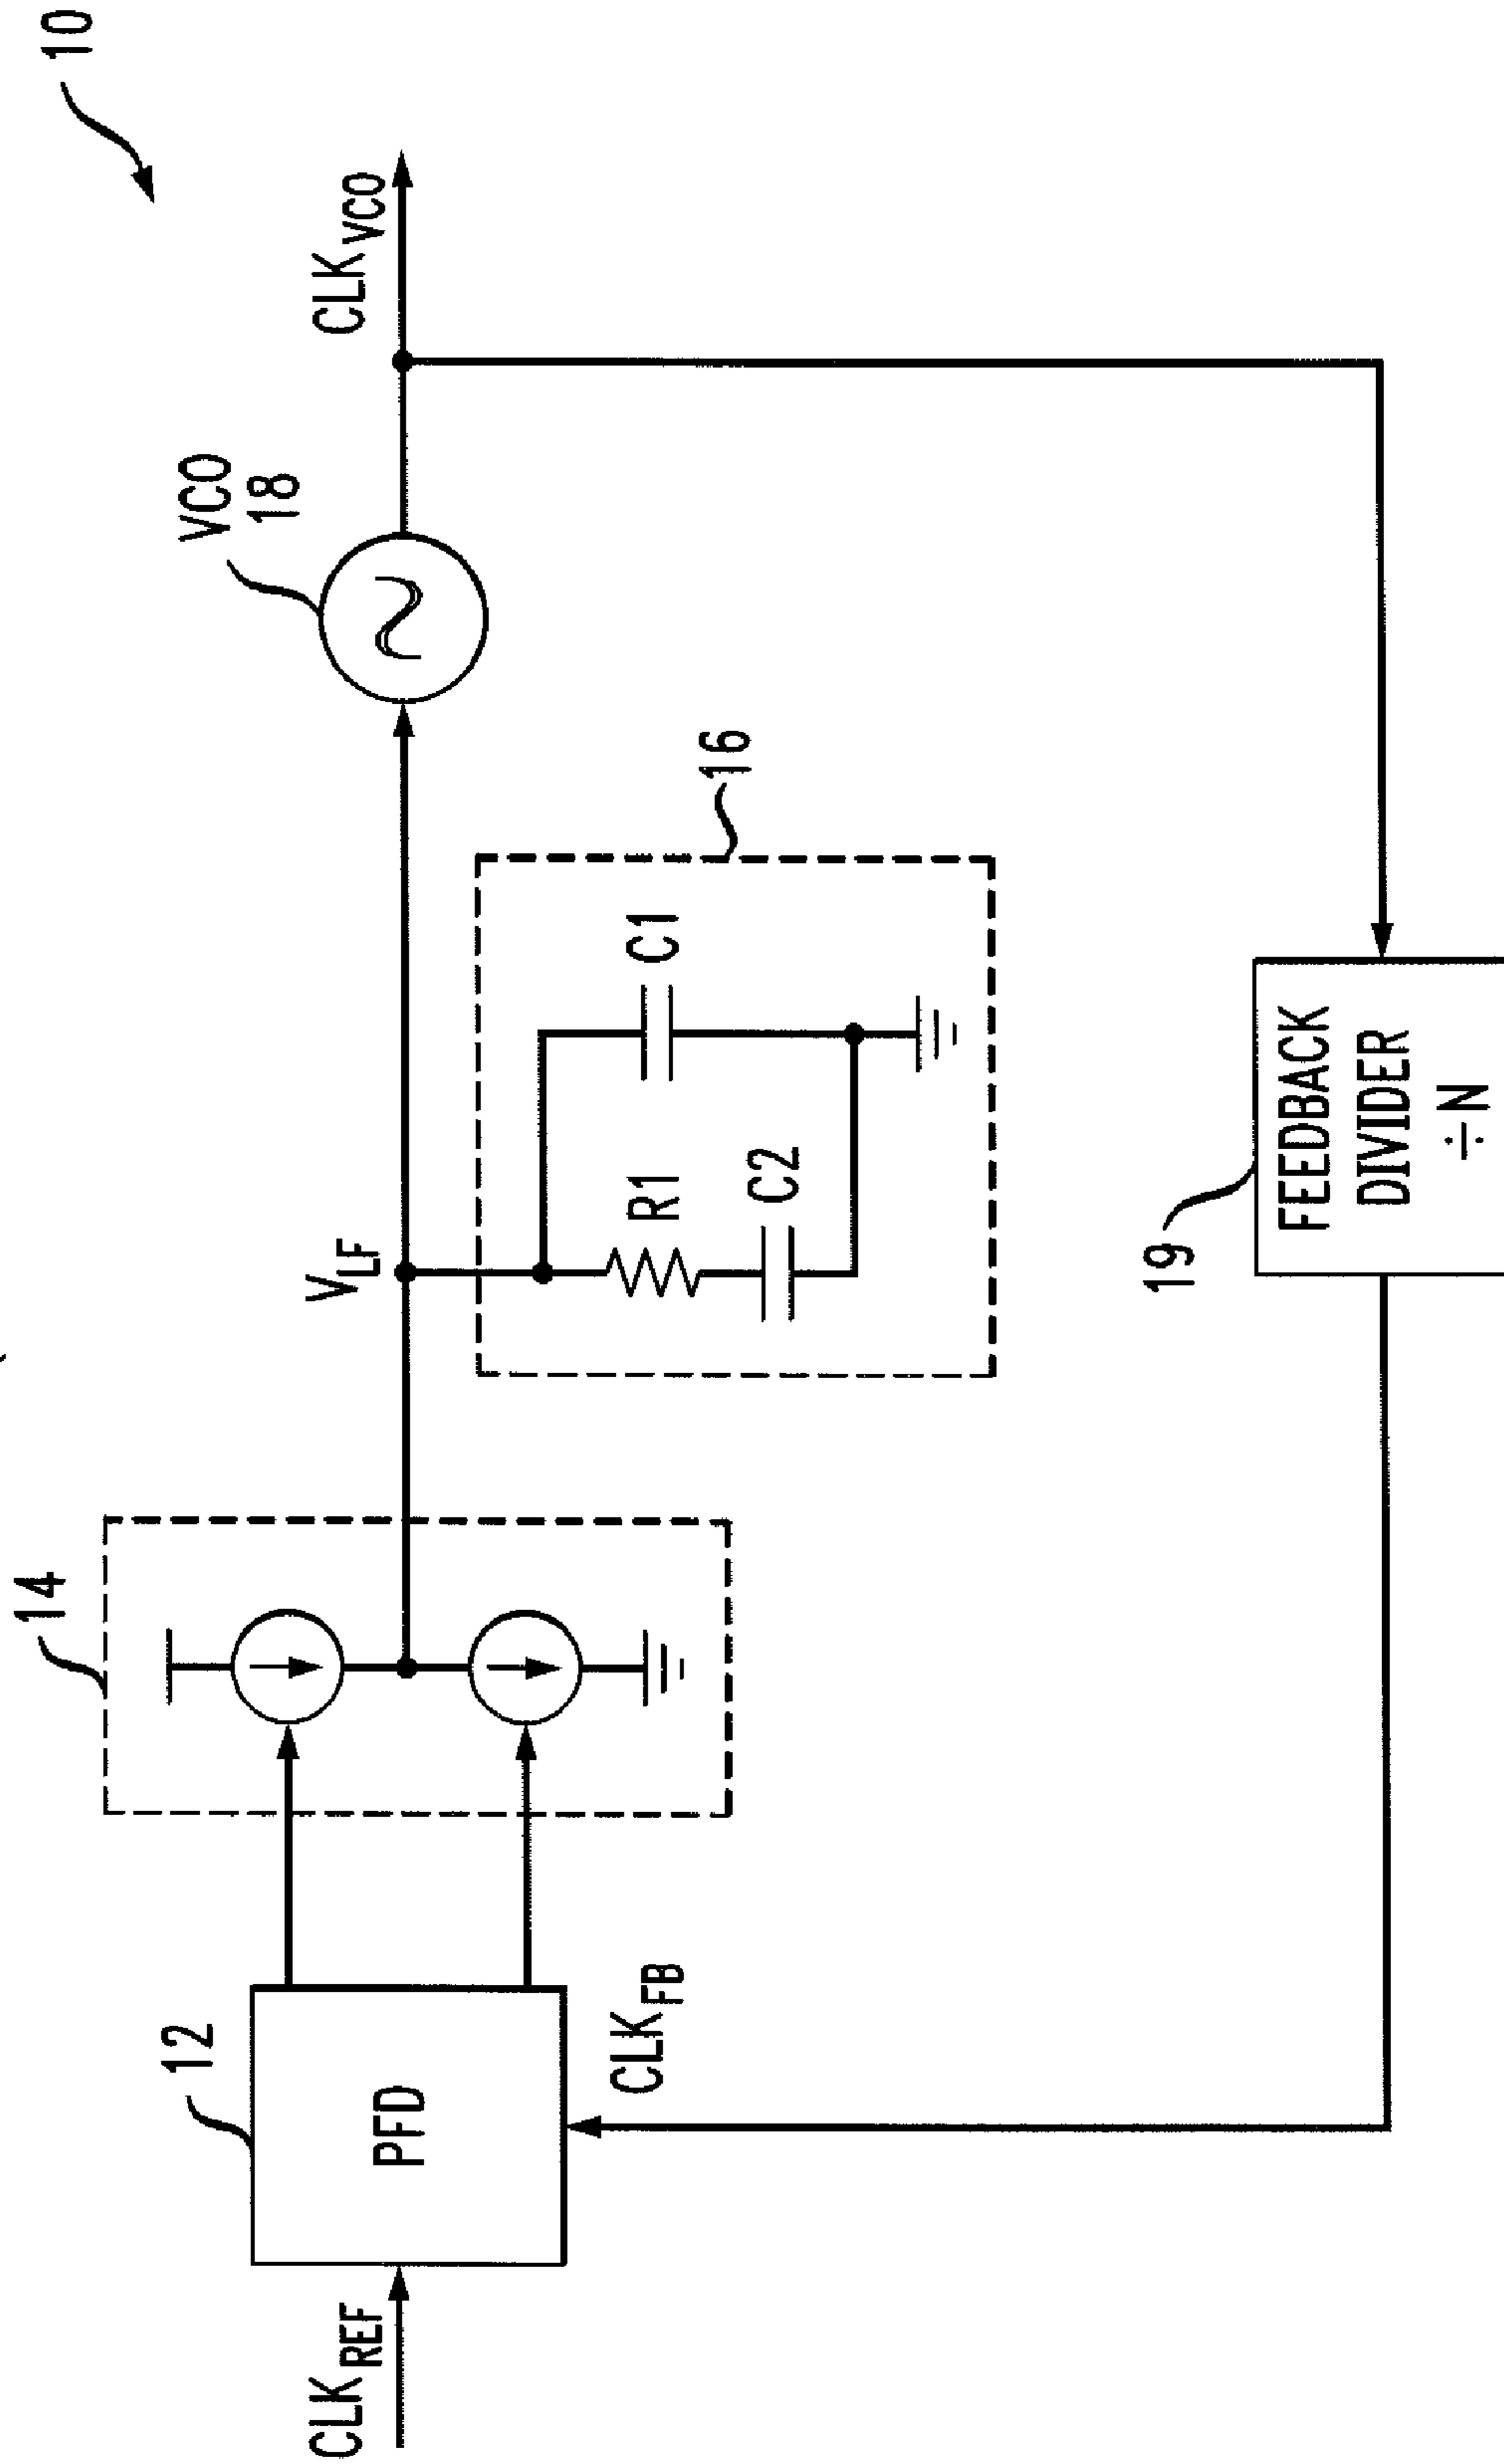 10
14
12
PFD
CLKREF
CLKFB
VLF
VCO
18
CLKVCO
16
R1
C2
C1
19
FEEDBACK
DIVIDER
÷N